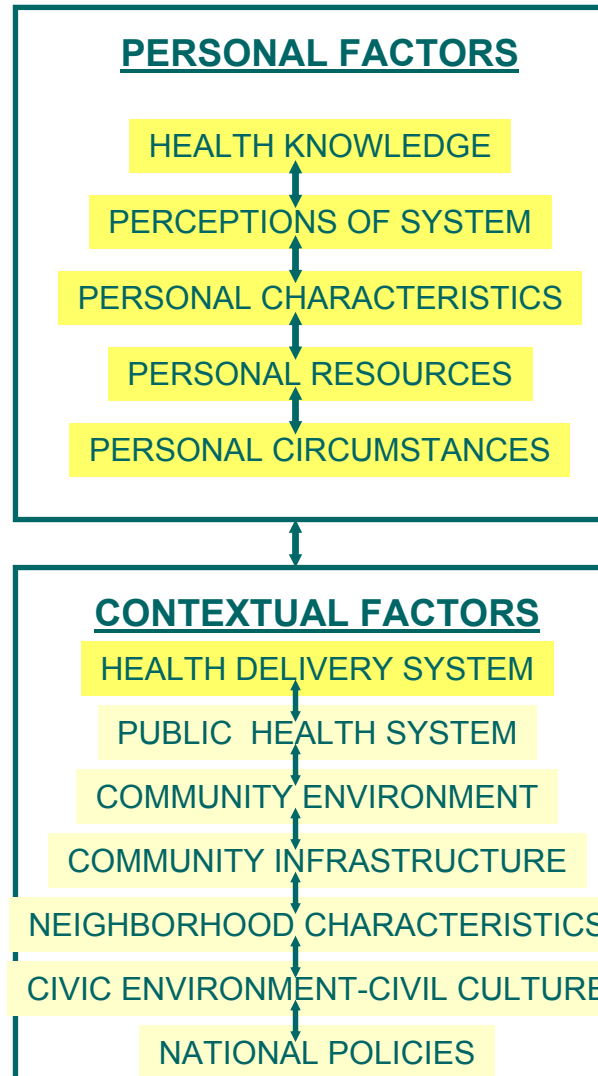 PERSONAL FACTORS
HEALTH KNOWLEDGE
PERCEPTIONS OF SYSTEM
PERSONAL CHARACTERISTICS
PERSONAL RESOURCES
PERSONAL CIRCUMSTANCES
CONTEXTUAL FACTORS
HEALTH DELIVERY SYSTEM
PUBLIC HEALTH SYSTEM
COMMUNITY ENVIRONMENT
COMMUNITY INFRASTRUCTURE
NEIGHBORHOOD CHARACTERISTICS
CIVIC ENVIRONMENT-CIVIL CULTURE
NATIONAL POLICIES